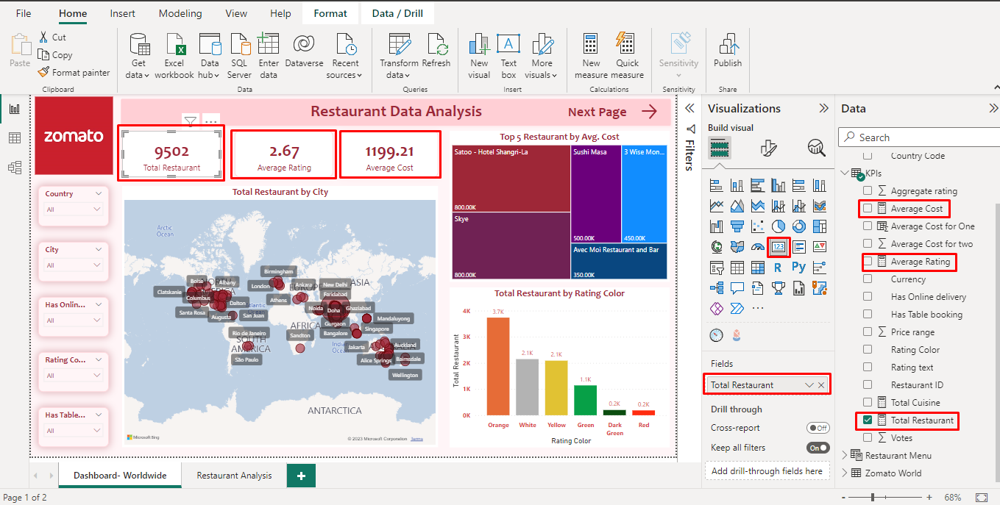 File Home Insert Modeling View Help Format Data / Drill
Paste
Cut
Copy
Format painter
Clipboard
Get data
Excel workbook
Data hub
SQL Server
Enter data
Dataverse
Recent sources
Data
Transform data
Refresh
Queries
New visual
Text box
More visuals
Insert
New measure
Quick measure
Calculations
Sensitivity
Sensitivity
Publish
Share
zomato
Restaurant Data Analysis
Next Page
9502
Total Restaurant
2.67
Average Rating
1199.21
Average Cost
Country
All
City
All
Has Onlin...
All
Rating Co...
All
Has Table...
All
Total Restaurant by City
Arctic Ocean
Birmingham
Boise
Albany
London
Ankara
New Delhi
ASIA
Clatskanie
Columbus
Faridabad
Athens
Dalton
Noida
Doha
Ghaziabad
Santa Rosa
Augusta
San Juan
Gurgaon
Mandaluyong
AFRICA
Rio de Janeiro
Sandton
Bangalore
Singapore
SOUTH AMERICA
Jakarta
Auckland
São Paulo
Alice Springs
Bairnsdale
Wellington
ANTARCTICA
Microsoft Bing
© 2023 Microsoft Corporation Terms
Top 5 Restaurant by Avg. Cost
Satoo - Hotel Shangri-La
800.00K
Sushi Masa
500.00K
3 Wise Mon...
450.00K
Skye
800.00K
Avec Moi Restaurant and Bar
350.00K
Total Restaurant by Rating Color
Total Restaurant
4K
3K
2K
1K
0K
3.7K
2.1K
2.1K
1.1K
0.2K
0.2K
Orange
White
Yellow
Green
Dark Green
Red
Rating Color
Filters
Visualizations
Build visual
123
R
Py
Fields
Total Restaurant
Drill through
Cross-report
Off
Keep all filters
On
Add drill-through fields here
Data
Search
Country Code
KPIs
Aggregate rating
Average Cost
Average Cost for One
Average Cost for two
Average Rating
Currency
Has Online delivery
Has Table booking
Price range
Rating Color
Rating text
Restaurant ID
Total Cuisine
Total Restaurant
Votes
Restaurant Menu
Zomato World
Dashboard- Worldwide
Restaurant Analysis
Page 1 of 2
68%